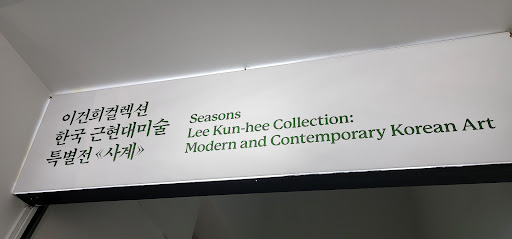 이건희컬렉션
한국 근현대미술
특별전 《사계》
Seasons
Lee Kun-hee Collection:
Modern and Contemporary Korean Art